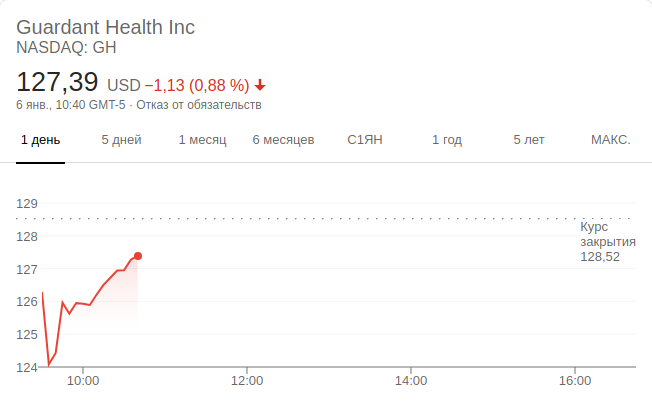 Guardant Health Inc
NASDAQ: GH
127,39 USD −1,13 (0,88 %)
6 янв., 10:40 GMT-5 · Отказ от обязательств
1 день 5 дней 1 месяц 6 месяцев С1ЯН 1 год 5 лет МАКС.
129
Курс
закрытия
128,52
128
127
126
125
124
10:00 12:00 14:00 16:00